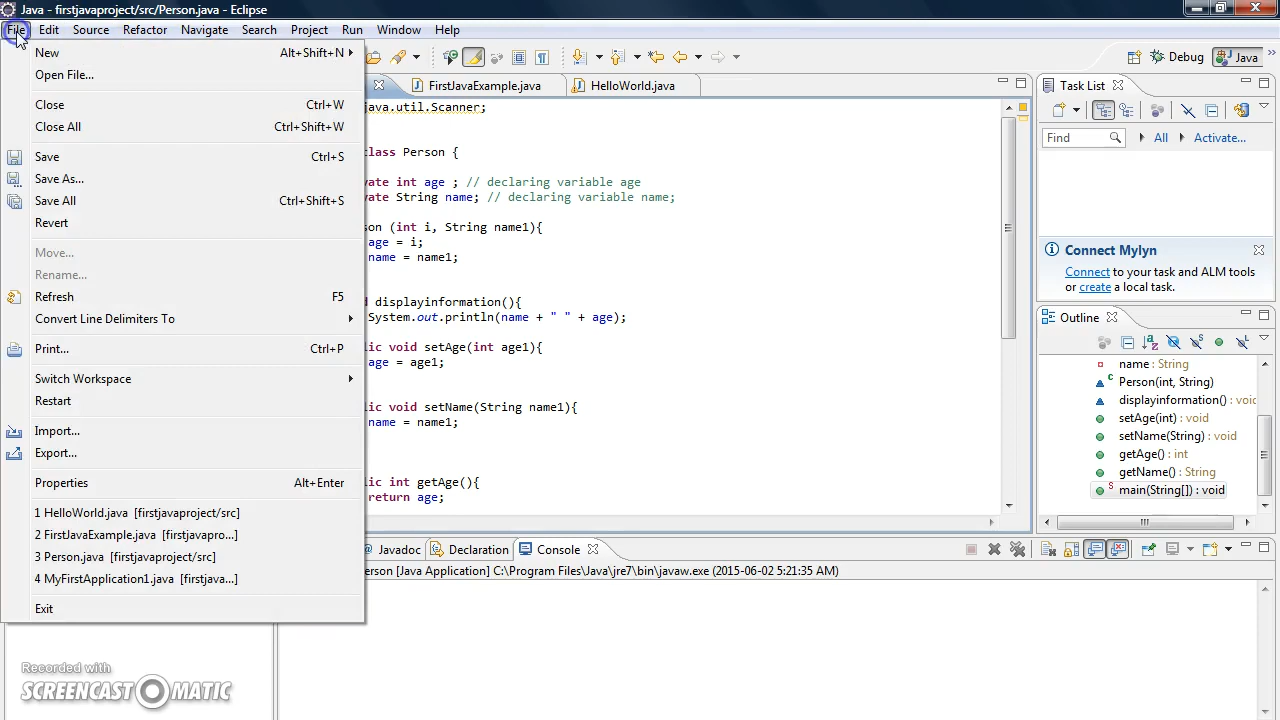 Java - firstjavaproject/src/Person.java - Eclipse
File Edit Source Refactor Navigate Search Project Run Window Help
New Alt+Shift+N
Open File...
Close Ctrl+W
Close All Ctrl+Shift+W
Save Ctrl+S
Save As...
Save All Ctrl+Shift+S
Revert
Move...
Rename...
Refresh F5
Convert Line Delimiters To
Print... Ctrl+P
Switch Workspace
Restart
Import...
Export...
Properties Alt+Enter
1 HelloWorld.java [firstjavaproject/src]
2 FirstJavaExample.java [firstjavapro...]
3 Person.java [firstjavaproject/src]
4 MyFirstApplication1.java [firstjava...]
Exit
Debug Java
FirstJavaExample.java HelloWorld.java
java.util.Scanner;
class Person {
vate int age ; // declaring variable age
vate String name; // declaring variable name;
son (int i, String name1){
age = i;
name = name1;
d displayinformation(){
System.out.println(name + " " + age);
lic void setAge(int age1){
age = age1;
lic void setName(String name1){
name = name1;
lic int getAge(){
return age;
Task List
Find All Activate...
Connect Mylyn
Connect to your task and ALM tools
or create a local task.
Outline
name : String
Person(int, String)
displayinformation() : void
setAge(int) : void
setName(String) : void
getAge() : int
getName() : String
main(String[]) : void
Javadoc Declaration Console
erson [Java Application] C:\Program Files\Java\jre7\bin\javaw.exe (2015-06-02 5:21:35 AM)
Recorded with
SCREENCAST MATIC